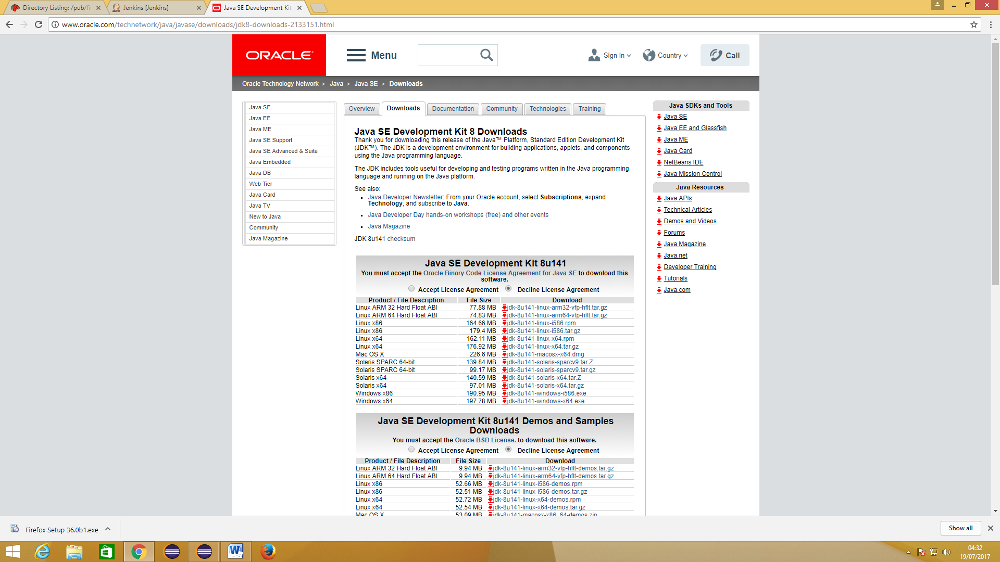 Directory Listing: /pub/fi
Jenkins [Jenkins]
Java SE Development Kit
www.oracle.com/technetwork/java/javase/downloads/jdk8-downloads-2133151.html
ORACLE
Menu
Sign In
Country
Call
Oracle Technology Network > Java > Java SE > Downloads
Java SE
Java EE
Java ME
Java SE Support
Java SE Advanced & Suite
Java Embedded
Java DB
Web Tier
Java Card
Java TV
New to Java
Community
Java Magazine
Overview Downloads Documentation Community Technologies Training
Java SE Development Kit 8 Downloads
Thank you for downloading this release of the Java™ Platform, Standard Edition Development Kit
(JDK™). The JDK is a development environment for building applications, applets, and components
using the Java programming language.
The JDK includes tools useful for developing and testing programs written in the Java programming
language and running on the Java platform.
See also:
Java Developer Newsletter: From your Oracle account, select Subscriptions, expand
Technology, and subscribe to Java.
Java Developer Day hands-on workshops (free) and other events
Java Magazine
JDK 8u141 checksum
Java SE Development Kit 8u141
You must accept the Oracle Binary Code License Agreement for Java SE to download this
software.
Accept License Agreement Decline License Agreement
Product / File Description File Size Download
Linux ARM 32 Hard Float ABI 77.88 MB jdk-8u141-linux-arm32-vfp-hflt.tar.gz
Linux ARM 64 Hard Float ABI 74.83 MB jdk-8u141-linux-arm64-vfp-hflt.tar.gz
Linux x86 164.66 MB jdk-8u141-linux-i586.rpm
Linux x86 179.4 MB jdk-8u141-linux-i586.tar.gz
Linux x64 162.11 MB jdk-8u141-linux-x64.rpm
Linux x64 176.92 MB jdk-8u141-linux-x64.tar.gz
Mac OS X 226.6 MB jdk-8u141-macosx-x64.dmg
Solaris SPARC 64-bit 139.84 MB jdk-8u141-solaris-sparcv9.tar.Z
Solaris SPARC 64-bit 99.17 MB jdk-8u141-solaris-sparcv9.tar.gz
Solaris x64 140.59 MB jdk-8u141-solaris-x64.tar.Z
Solaris x64 97.01 MB jdk-8u141-solaris-x64.tar.gz
Windows x86 190.95 MB jdk-8u141-windows-i586.exe
Windows x64 197.78 MB jdk-8u141-windows-x64.exe
Java SE Development Kit 8u141 Demos and Samples
Downloads
You must accept the Oracle BSD License. to download this software.
Accept License Agreement Decline License Agreement
Product / File Description File Size Download
Linux ARM 32 Hard Float ABI 9.94 MB jdk-8u141-linux-arm32-vfp-hflt-demos.tar.gz
Linux ARM 64 Hard Float ABI 9.94 MB jdk-8u141-linux-arm64-vfp-hflt-demos.tar.gz
Linux x86 52.66 MB jdk-8u141-linux-i586-demos.rpm
Linux x86 52.51 MB jdk-8u141-linux-i586-demos.tar.gz
Linux x64 52.72 MB jdk-8u141-linux-x64-demos.rpm
Linux x64 52.54 MB jdk-8u141-linux-x64-demos.tar.gz
Mac OS X 53.09 MB jdk-8u141-macosx-x86_64-demos.zip
Java SDKs and Tools
Java SE
Java EE and Glassfish
Java ME
Java Card
NetBeans IDE
Java Mission Control
Java Resources
Java APIs
Technical Articles
Demos and Videos
Forums
Java Magazine
Java.net
Developer Training
Tutorials
Java.com
Firefox Setup 36.0b1.exe
Show all
04:32
19/07/2017